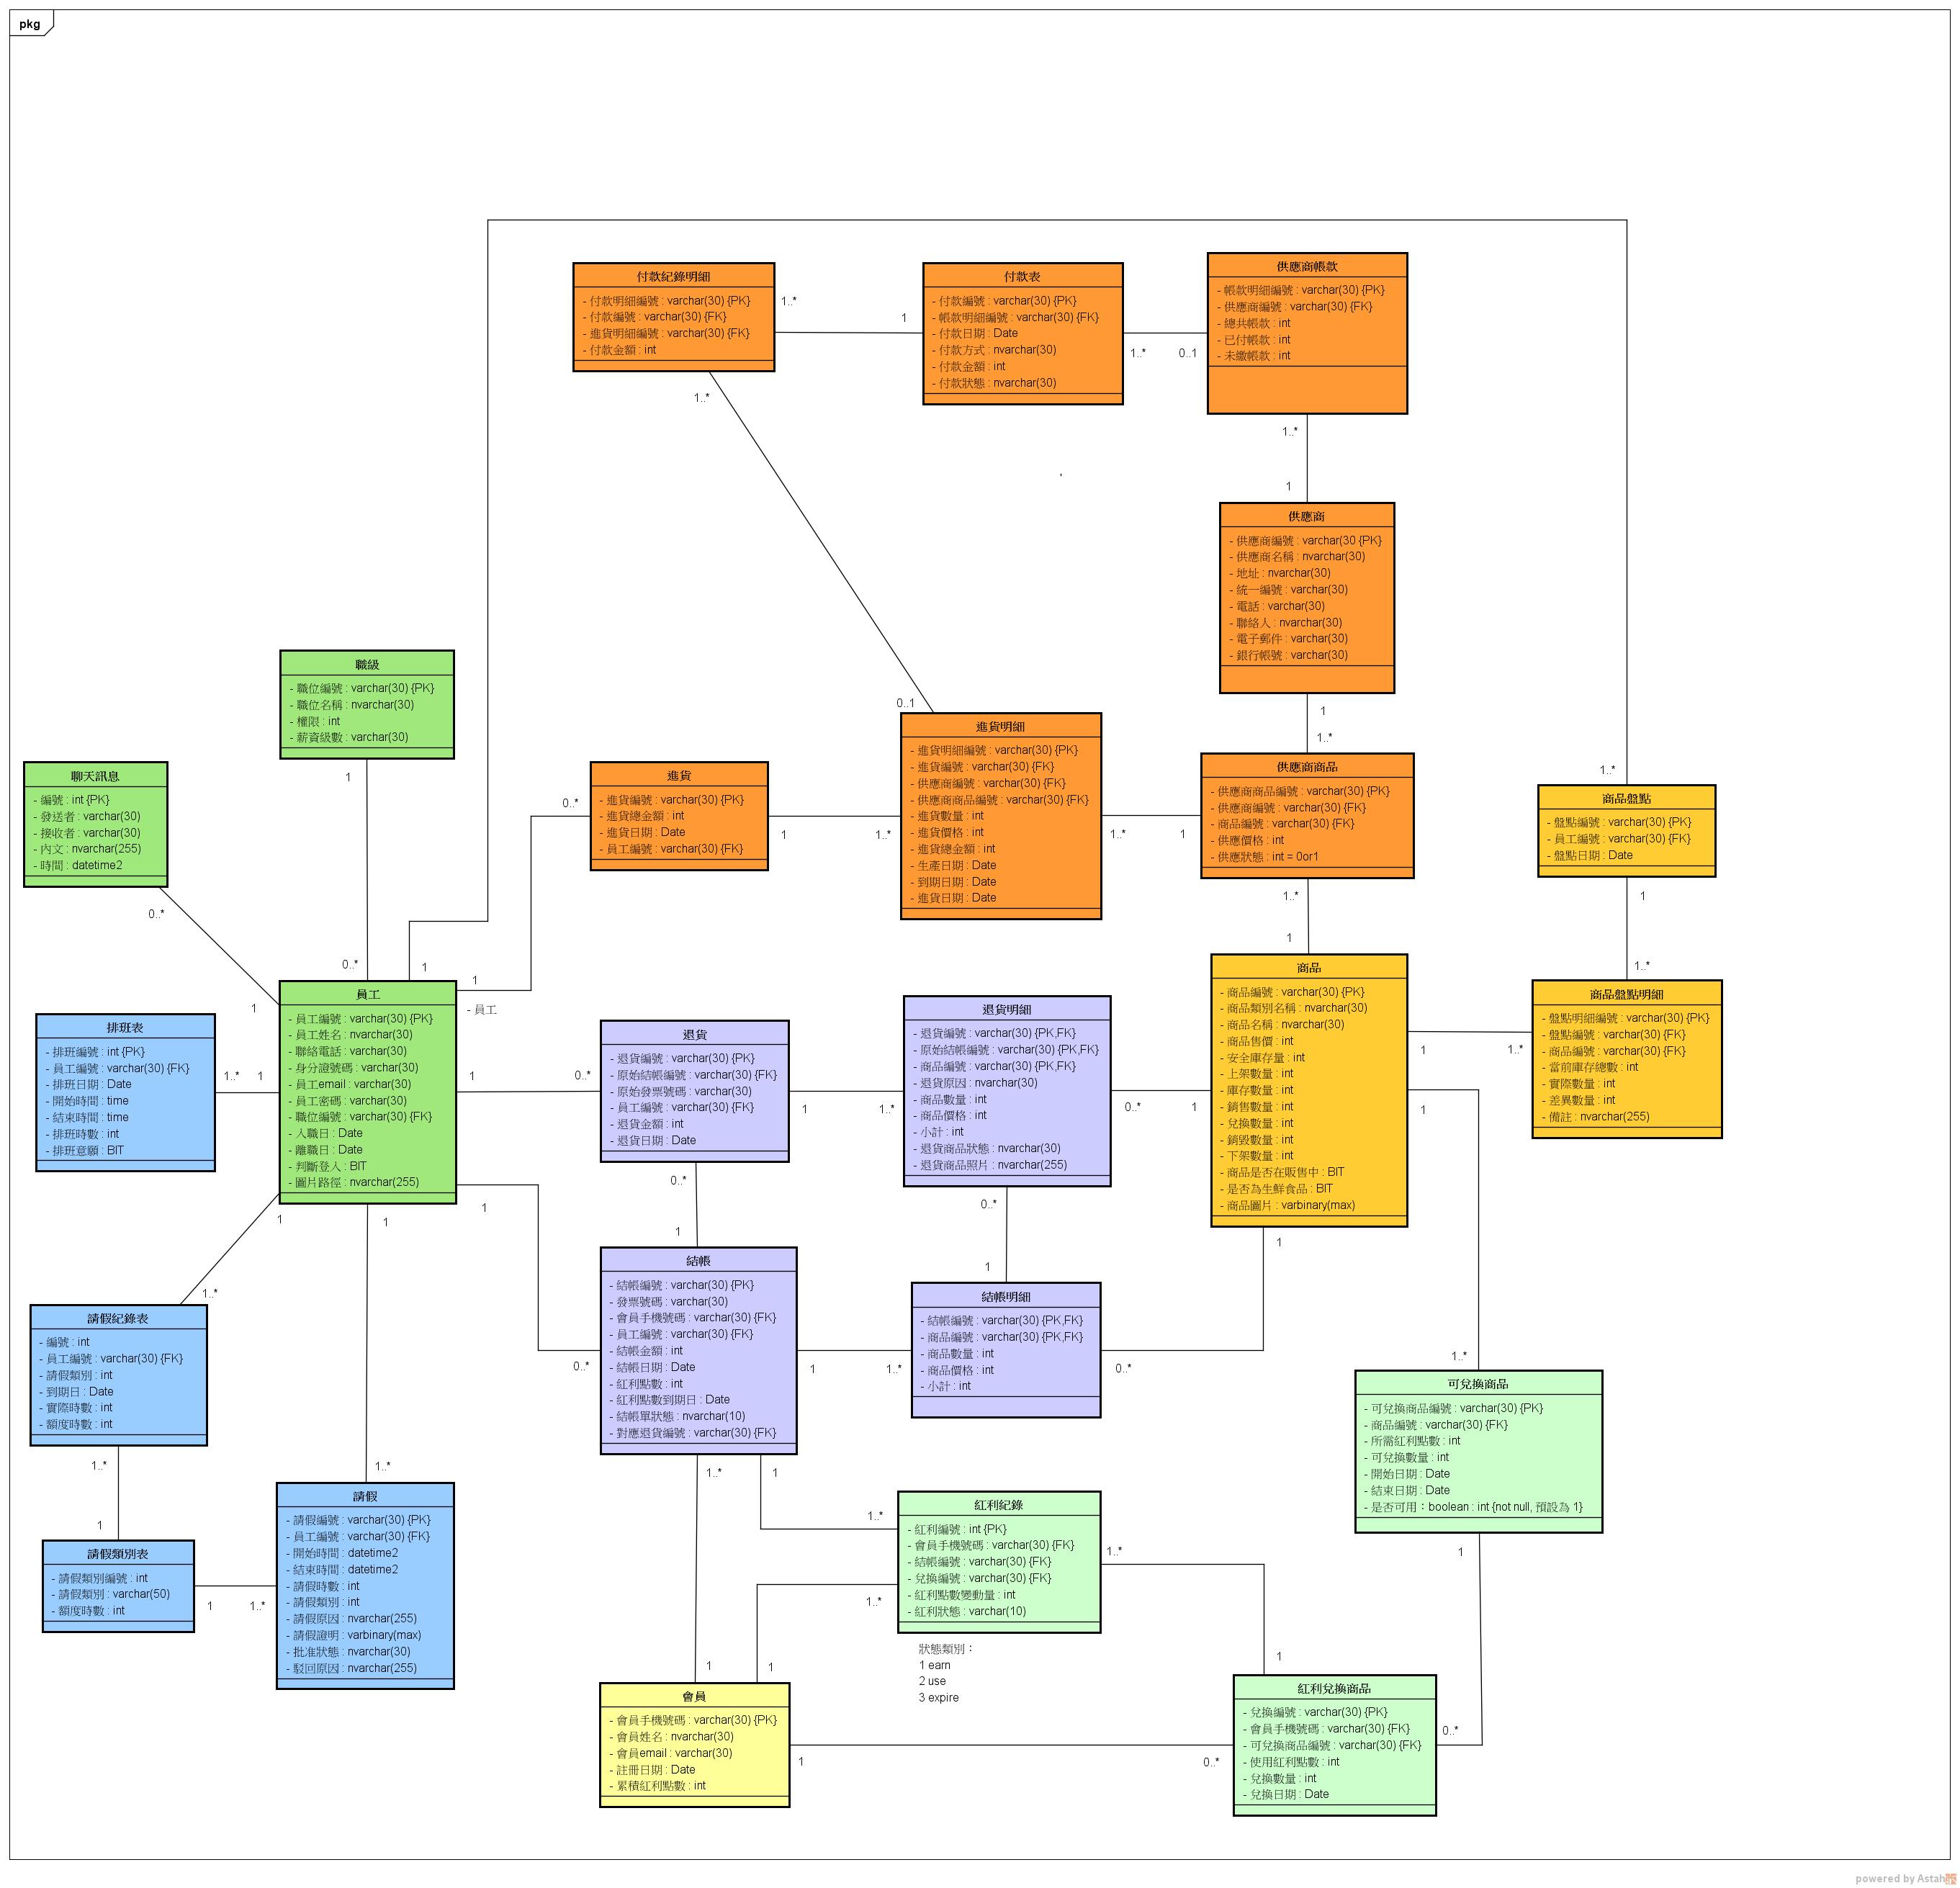 pkg
付款紀錄明細
- 付款明細編號 : varchar(30) {PK}
- 付款編號 : varchar(30) {FK}
- 進貨明細編號 : varchar(30) {FK}
- 付款金額 : int
1..*
1
付款表
- 付款編號 : varchar(30) {PK}
- 帳款明細編號 : varchar(30) {FK}
- 付款日期 : Date
- 付款方式 : nvarchar(30)
- 付款金額 : int
- 付款狀態 : nvarchar(30)
1..*
0..1
供應商帳款
- 帳款明細編號 : varchar(30) {PK}
- 供應商編號 : varchar(30) {FK}
- 總共帳款 : int
- 已付帳款 : int
- 未繳帳款 : int
1..*
1..*
1
供應商
- 供應商編號 : varchar(30 {PK}
- 供應商名稱 : nvarchar(30)
- 地址 : nvarchar(30)
- 統一編號 : varchar(30)
- 電話 : varchar(30)
- 聯絡人 : nvarchar(30)
- 電子郵件 : varchar(30)
- 銀行帳號 : varchar(30)
1
1..*
職級
- 職位編號 : varchar(30) {PK}
- 職位名稱 : nvarchar(30)
- 權限 : int
- 薪資級數 : varchar(30)
1
0..*
聊天訊息
- 編號 : int {PK}
- 發送者 : varchar(30)
- 接收者 : varchar(30)
- 內文 : nvarchar(255)
- 時間 : datetime2
0..*
1
0..*
進貨
- 進貨編號 : varchar(30) {PK}
- 進貨總金額 : int
- 進貨日期 : Date
- 員工編號 : varchar(30) {FK}
1
1..*
0..1
進貨明細
- 進貨明細編號 : varchar(30) {PK}
- 進貨編號 : varchar(30) {FK}
- 供應商編號 : varchar(30) {FK}
- 供應商商品編號 : varchar(30) {FK}
- 進貨數量 : int
- 進貨價格 : int
- 進貨總金額 : int
- 生產日期 : Date
- 到期日期 : Date
- 進貨日期 : Date
1..*
1
供應商商品
- 供應商商品編號 : varchar(30) {PK}
- 供應商編號 : varchar(30) {FK}
- 商品編號 : varchar(30) {FK}
- 供應價格 : int
- 供應狀態 : int = 0or1
1..*
1
1..*
商品盤點
- 盤點編號 : varchar(30) {PK}
- 員工編號 : varchar(30) {FK}
- 盤點日期 : Date
1
1..*
1
1
- 員工
員工
- 員工編號 : varchar(30) {PK}
- 員工姓名 : nvarchar(30)
- 聯絡電話 : varchar(30)
- 身分證號碼 : varchar(30)
- 員工email : varchar(30)
- 員工密碼 : varchar(30)
- 職位編號 : varchar(30) {FK}
- 入職日 : Date
- 離職日 : Date
- 判斷登入 : BIT
- 圖片路徑 : nvarchar(255)
排班表
- 排班編號 : int {PK}
- 員工編號 : varchar(30) {FK}
- 排班日期 : Date
- 開始時間 : time
- 結束時間 : time
- 排班時數 : int
- 排班意願 : BIT
1..*
1
1
0..*
退貨
- 退貨編號 : varchar(30) {PK}
- 原始結帳編號 : varchar(30) {FK}
- 原始發票號碼 : varchar(30)
- 員工編號 : varchar(30) {FK}
- 退貨金額 : int
- 退貨日期 : Date
1
1..*
0..*
1
退貨明細
- 退貨編號 : varchar(30) {PK,FK}
- 原始結帳編號 : varchar(30) {PK,FK}
- 商品編號 : varchar(30) {PK,FK}
- 退貨原因 : nvarchar(30)
- 商品數量 : int
- 商品價格 : int
- 小計 : int
- 退貨商品狀態 : nvarchar(30)
- 退貨商品照片 : nvarchar(255)
0..*
1
0..*
1
商品
- 商品編號 : varchar(30) {PK}
- 商品類別名稱 : nvarchar(30)
- 商品名稱 : nvarchar(30)
- 商品售價 : int
- 安全庫存量 : int
- 上架數量 : int
- 庫存數量 : int
- 銷售數量 : int
- 兌換數量 : int
- 銷毀數量 : int
- 下架數量 : int
- 商品是否在販售中 : BIT
- 是否為生鮮食品 : BIT
- 商品圖片 : varbinary(max)
1
1..*
1
1
商品盤點明細
- 盤點明細編號 : varchar(30) {PK}
- 盤點編號 : varchar(30) {FK}
- 商品編號 : varchar(30) {FK}
- 當前庫存總數 : int
- 實際數量 : int
- 差異數量 : int
- 備註 : nvarchar(255)
1
1
1
1..*
請假紀錄表
- 編號 : int
- 員工編號 : varchar(30) {FK}
- 請假類別 : int
- 到期日 : Date
- 實際時數 : int
- 額度時數 : int
1..*
1
請假類別表
- 請假類別編號 : int
- 請假類別 : varchar(50)
- 額度時數 : int
1
1..*
1..*
請假
- 請假編號 : varchar(30) {PK}
- 員工編號 : varchar(30) {FK}
- 開始時間 : datetime2
- 結束時間 : datetime2
- 請假時數 : int
- 請假類別 : int
- 請假原因 : nvarchar(255)
- 請假證明 : varbinary(max)
- 批准狀態 : nvarchar(30)
- 駁回原因 : nvarchar(255)
0..*
結帳
- 結帳編號 : varchar(30) {PK}
- 發票號碼 : varchar(30)
- 會員手機號碼 : varchar(30) {FK}
- 員工編號 : varchar(30) {FK}
- 結帳金額 : int
- 結帳日期 : Date
- 紅利點數 : int
- 紅利點數到期日 : Date
- 結帳單狀態 : nvarchar(10)
- 對應退貨編號 : varchar(30) {FK}
1
1..*
結帳明細
- 結帳編號 : varchar(30) {PK,FK}
- 商品編號 : varchar(30) {PK,FK}
- 商品數量 : int
- 商品價格 : int
- 小計 : int
0..*
1..*
可兌換商品
- 可兌換商品編號 : varchar(30) {PK}
- 商品編號 : varchar(30) {FK}
- 所需紅利點數 : int
- 可兌換數量 : int
- 開始日期 : Date
- 結束日期 : Date
- 是否可用：boolean : int {not null, 預設為 1}
1
1..*
1
1..*
紅利紀錄
- 紅利編號 : int {PK}
- 會員手機號碼 : varchar(30) {FK}
- 結帳編號 : varchar(30) {FK}
- 兌換編號 : varchar(30) {FK}
- 紅利點數變動量 : int
- 紅利狀態 : varchar(10)
1..*
1..*
狀態類別：
1 earn
2 use
3 expire
1
1
1
會員
- 會員手機號碼 : varchar(30) {PK}
- 會員姓名 : nvarchar(30)
- 會員email : varchar(30)
- 註冊日期 : Date
- 累積紅利點數 : int
1
0..*
紅利兌換商品
- 兌換編號 : varchar(30) {PK}
- 會員手機號碼 : varchar(30) {FK}
- 可兌換商品編號 : varchar(30) {FK}
- 使用紅利點數 : int
- 兌換數量 : int
- 兌換日期 : Date
0..*
powered by Astah